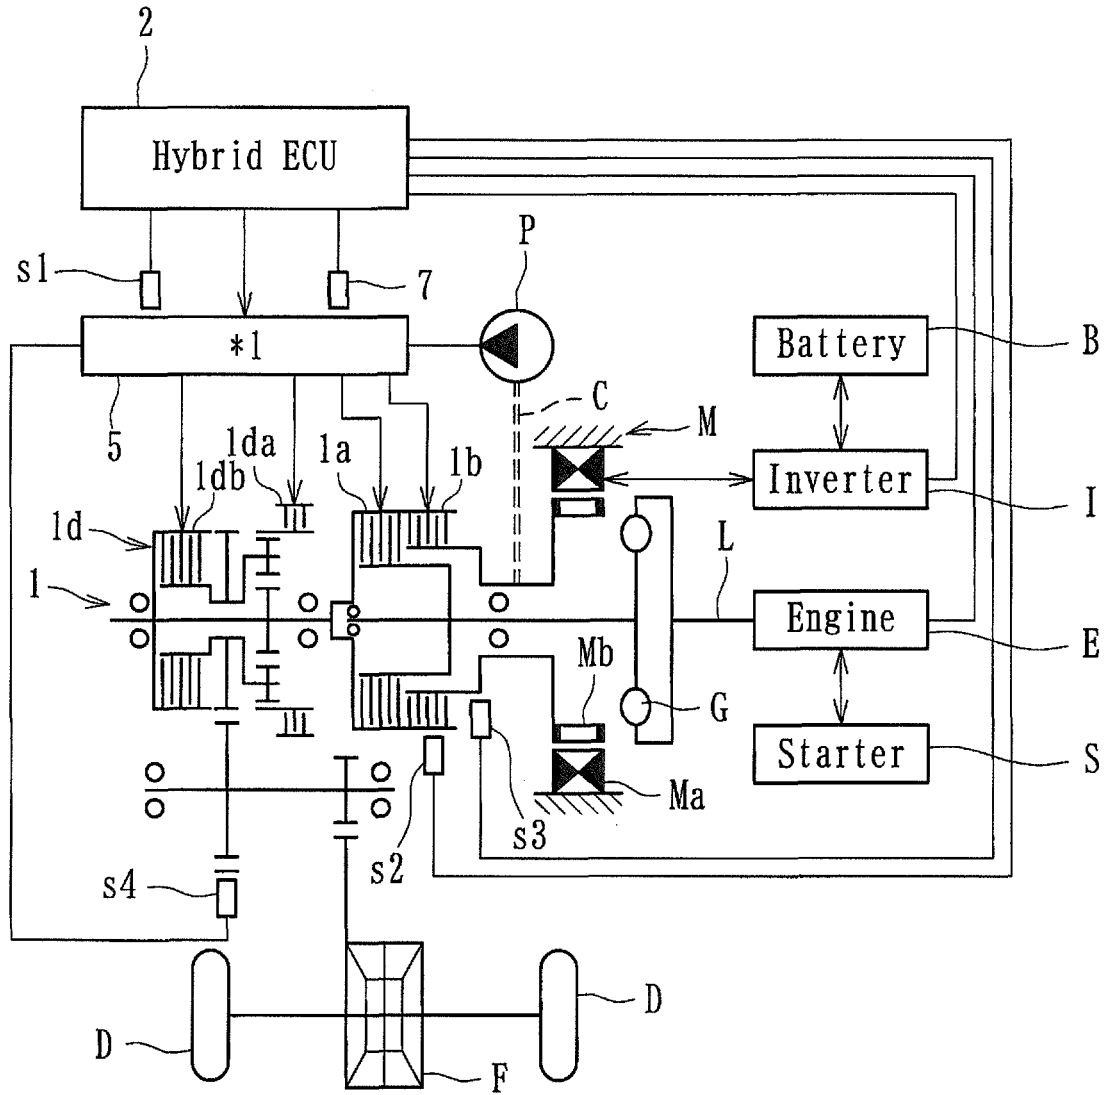 2
Hybrid ECU
s1
7
P
*1
Battery
B
5
C
M
1da
1a
1b
1db
Inverter
I
1d
L
1
Engine
E
Mb
G
Starter
S
Ma
s3
s2
s4
D
D
F